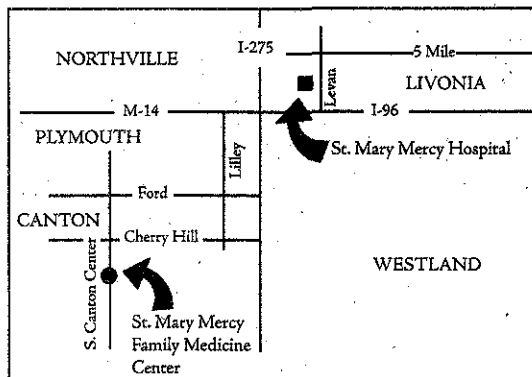 NORTHVILLE
I-275
5 Mile
Levan
LIVONIA
M-14
I-96
PLYMOUTH
Lilley
St. Mary Mercy Hospital
Ford
CANTON
Cherry Hill
S. Canton Center
WESTLAND
St. Mary Mercy
Family Medicine
Center